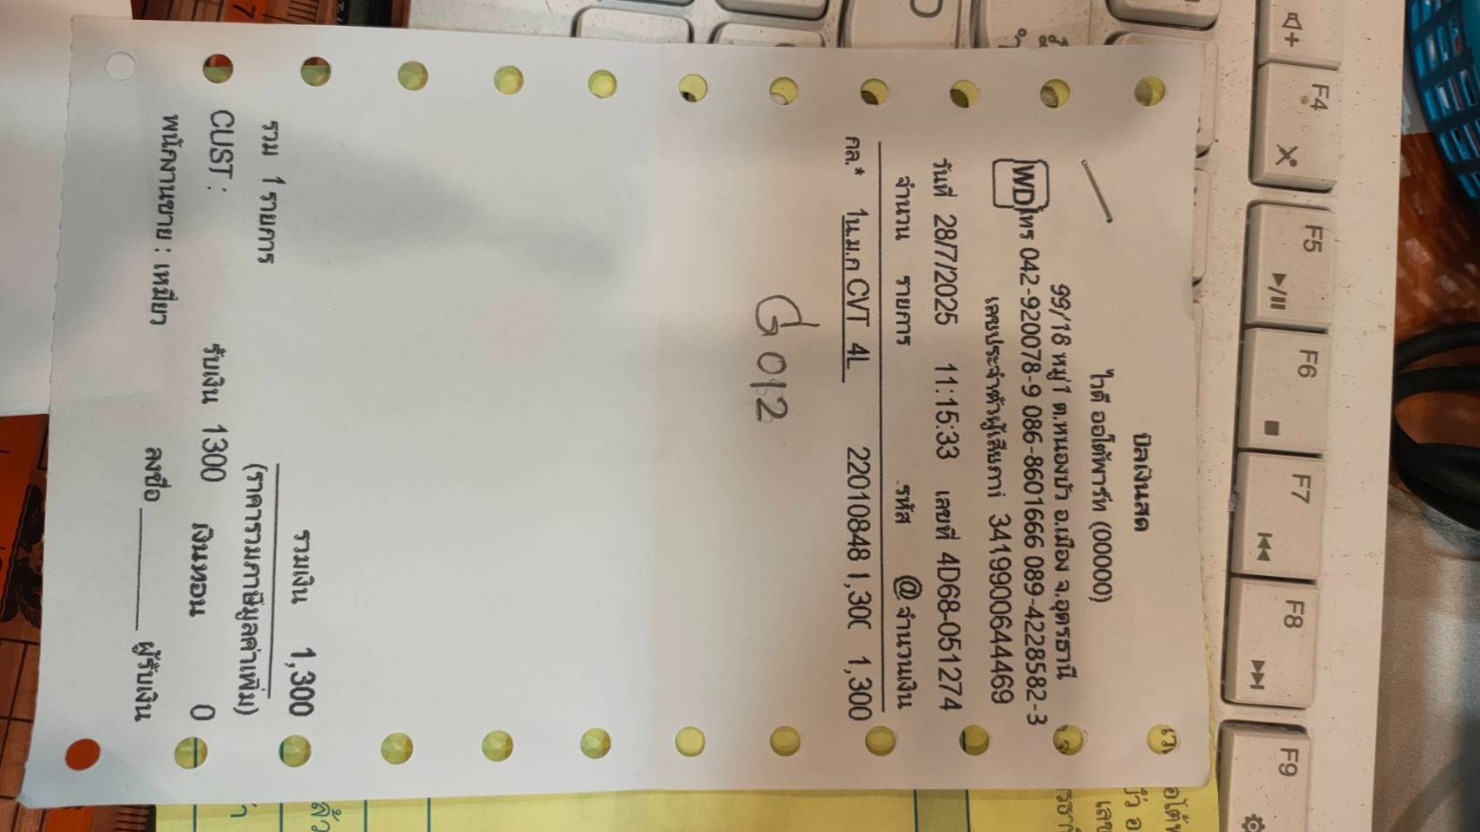 บิลเงินสด
ไวดี ออโต้พาร์ท (00000)
99/18 หมู่1 ต.หนองบัว อ.เมือง จ.อุดรธานี
WD โทร 042-920078-9 086-8601666 089-4228582-3
เลขประจำตัวผู้เสียภาษี 3419900644469
วันที่ 28/7/2025 11:15:33 เลขที่ 4D68-051274
จำนวน รายการ รหัส @ จำนวนเงิน
คล.* 1น.ม.ก CVT 4L 22010848 1,30( 1,300
G012
รวม 1 รายการ รวมเงิน 1,300
(ราคารวมภาษีมูลค่าเพิ่ม)
CUST : รับเงิน 1300 เงินทอน 0
พนักงานขาย : เหมียว ลงชื่อ ผู้รับเงิน
F4
F5
F6
F7
F8
F9